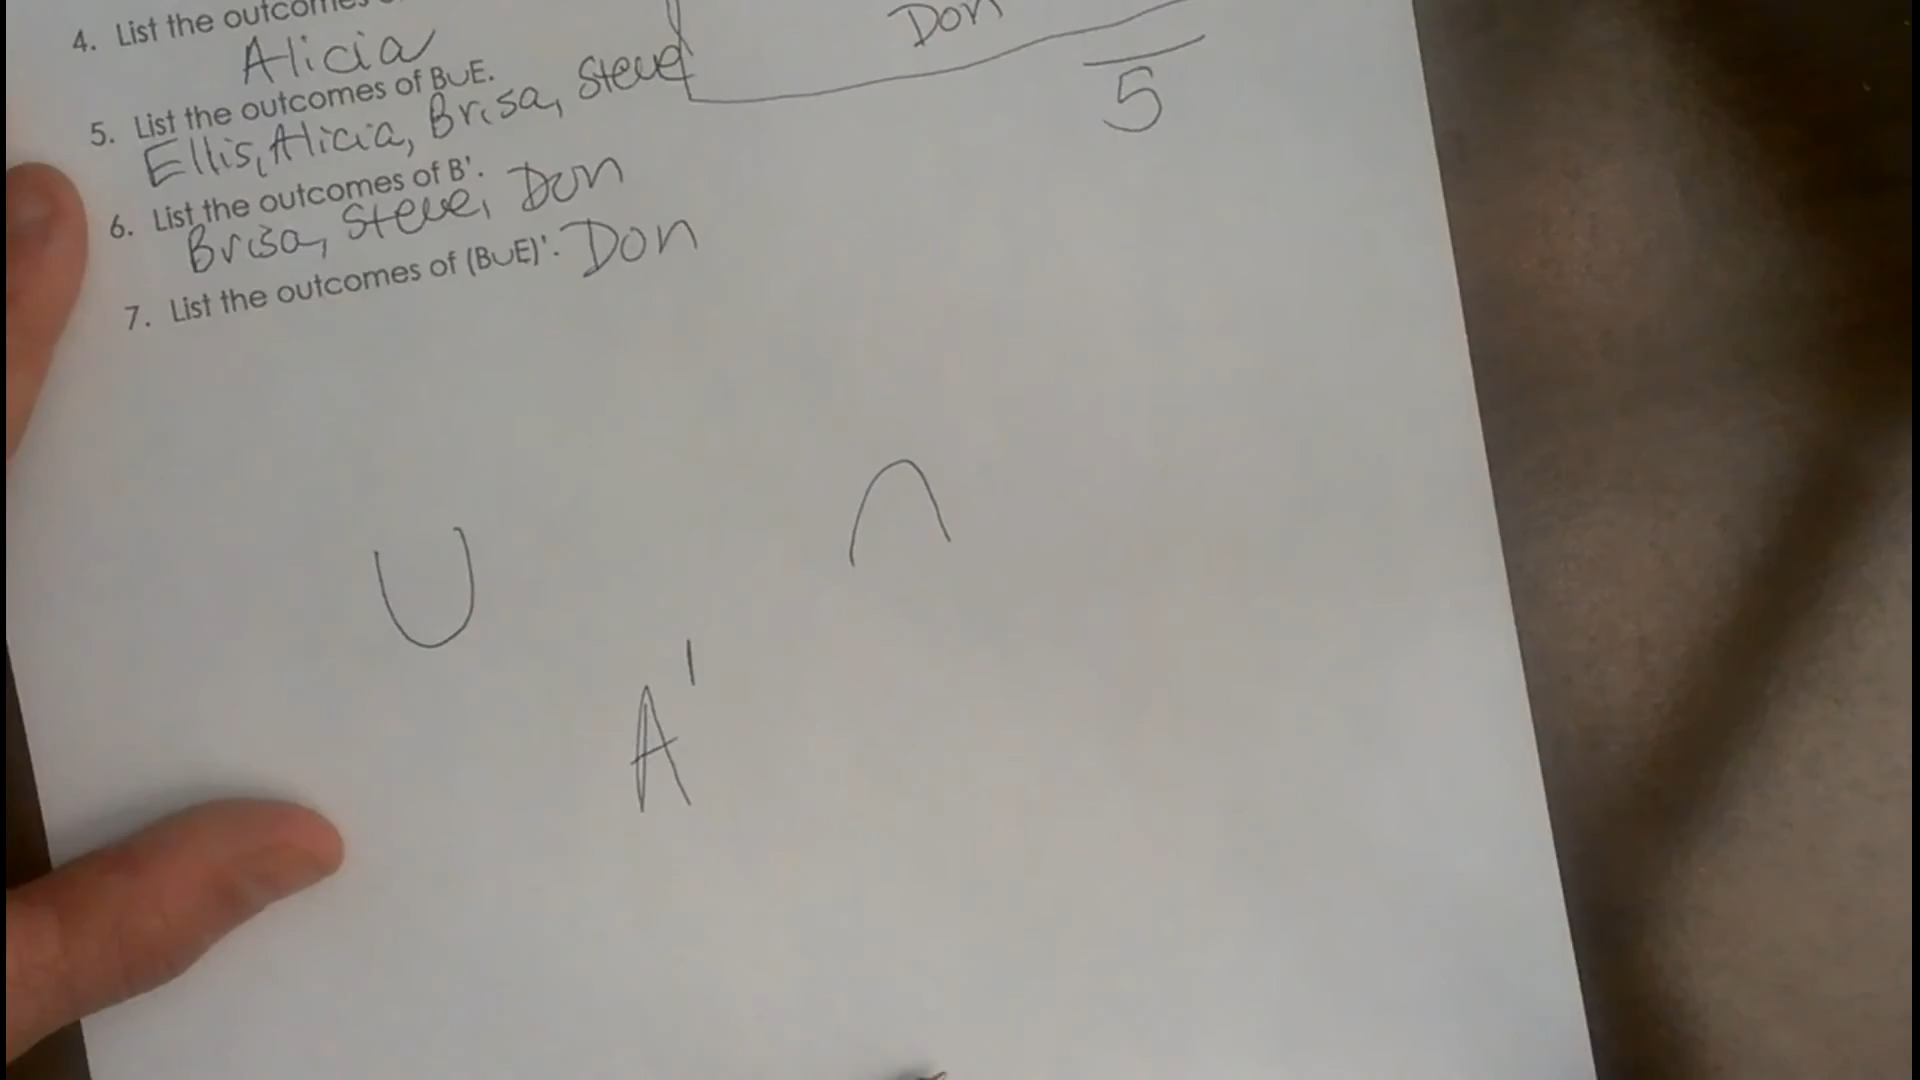 4. List the outcomes
Alicia
Don
5. List the outcomes of B∪E.
Ellis, Alicia, Brisa, Steve
5
6. List the outcomes of B'.
Brisa, Steve, Don
7. List the outcomes of (B∪E)'. Don
∪
∩
A'